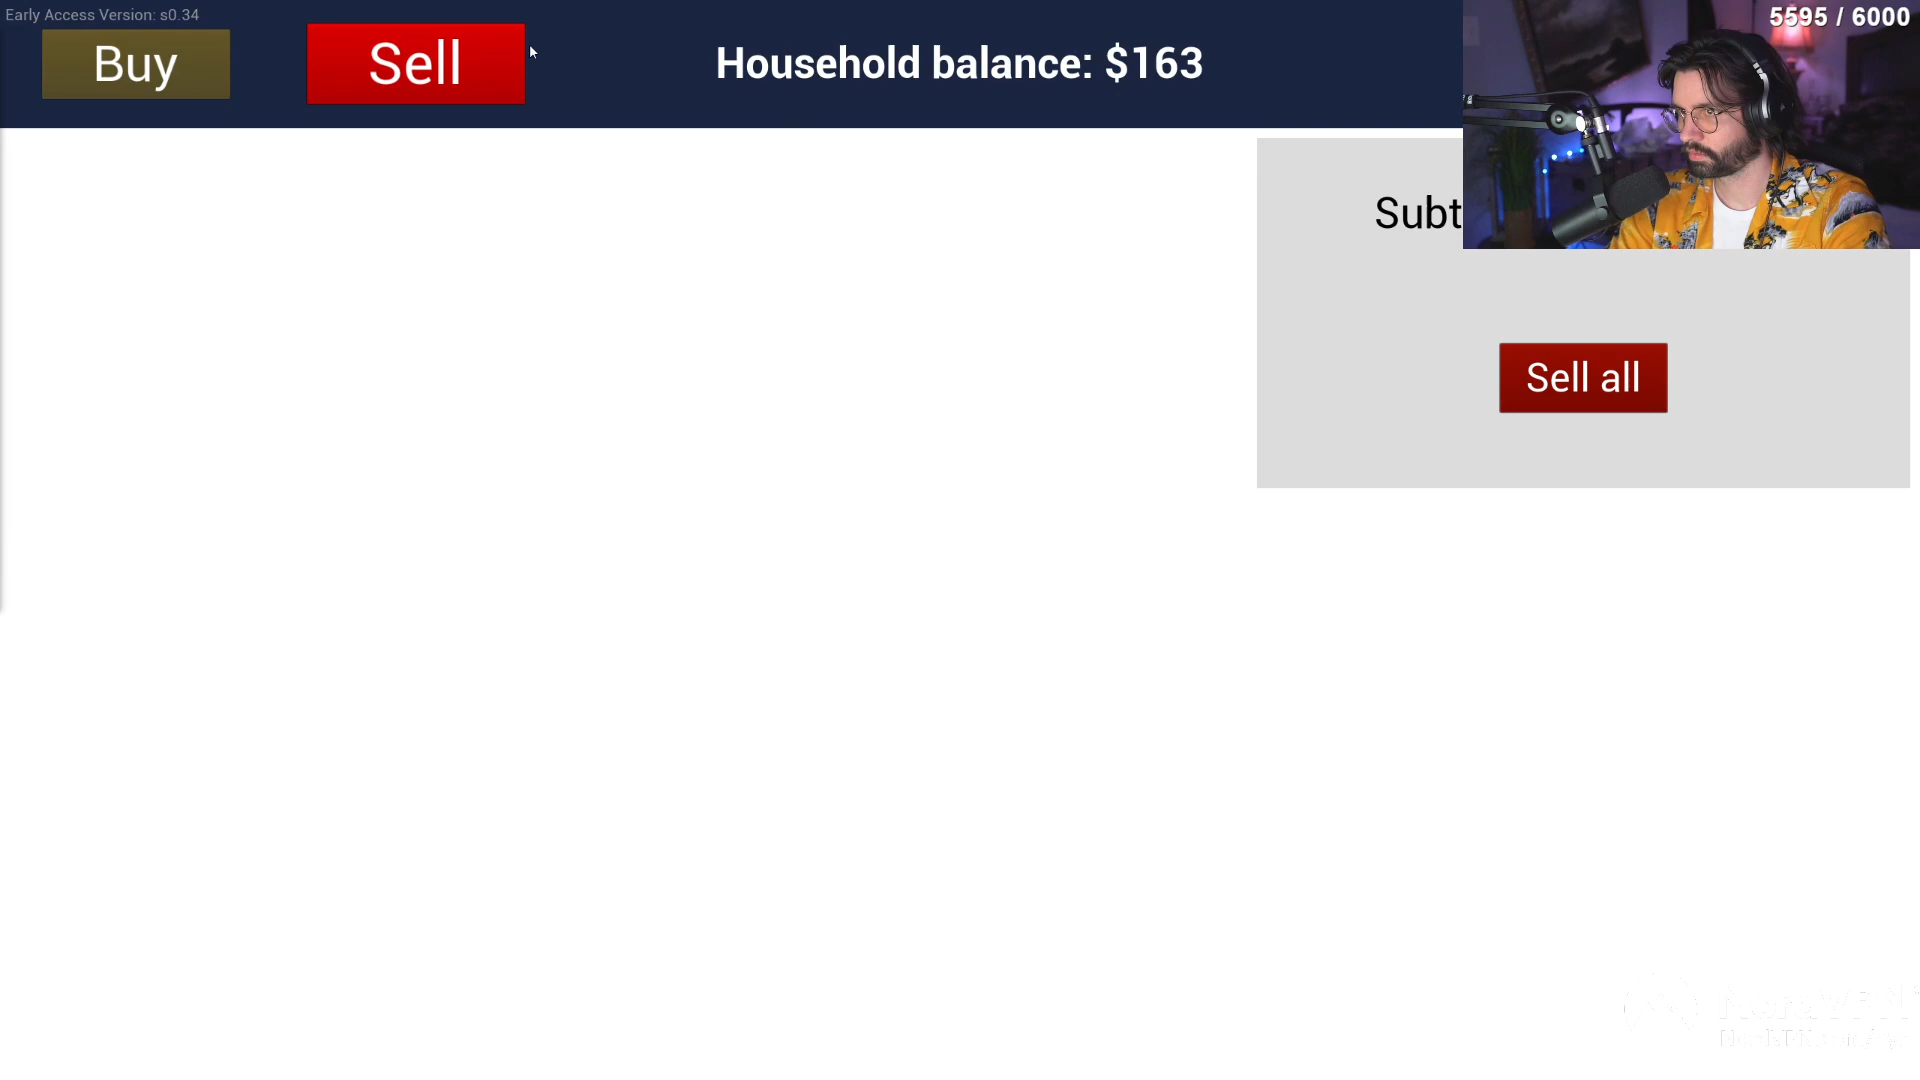 Early Access Version: s0.34
5595 / 6000
Buy
Sell
Household balance: $163
Subt
Sell all